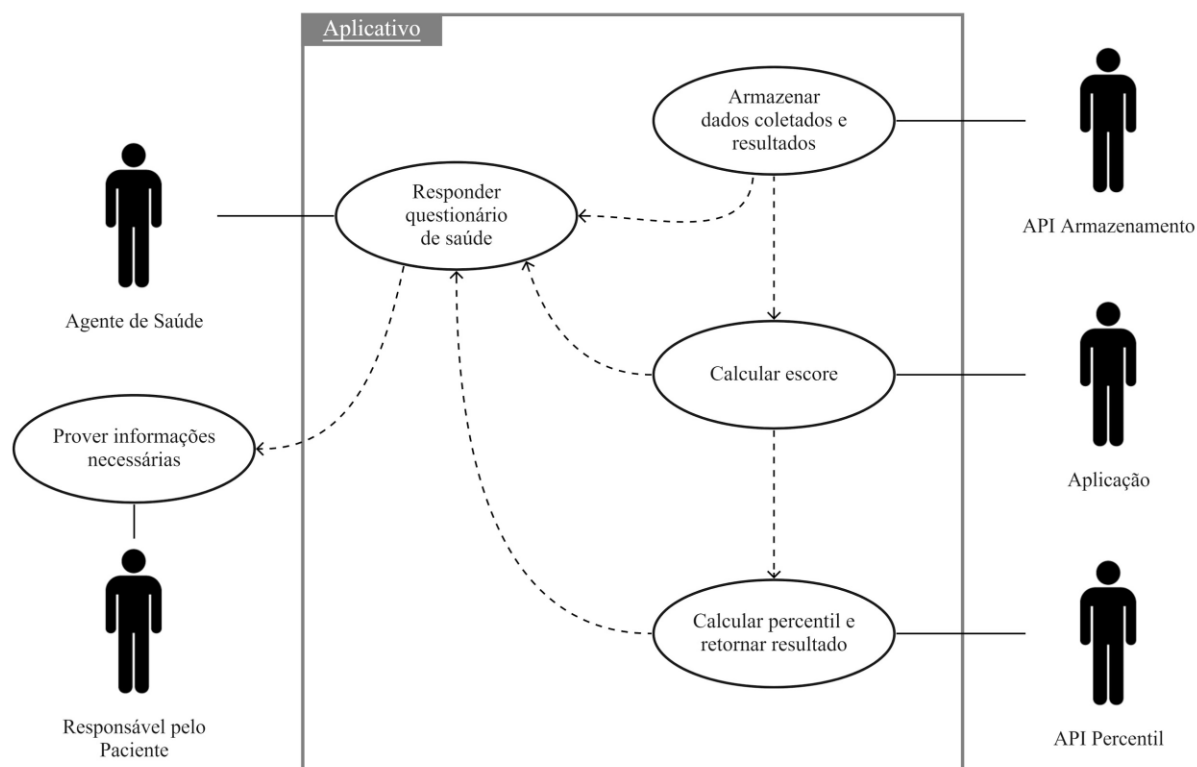 Aplicativo
Armazenar
dados coletados e
resultados
API Armazenamento
Responder
questionário
de saúde
Agente de Saúde
Calcular escore
Aplicação
Prover informações
necessárias
Responsável pelo
Paciente
Calcular percentil e
retornar resultado
API Percentil